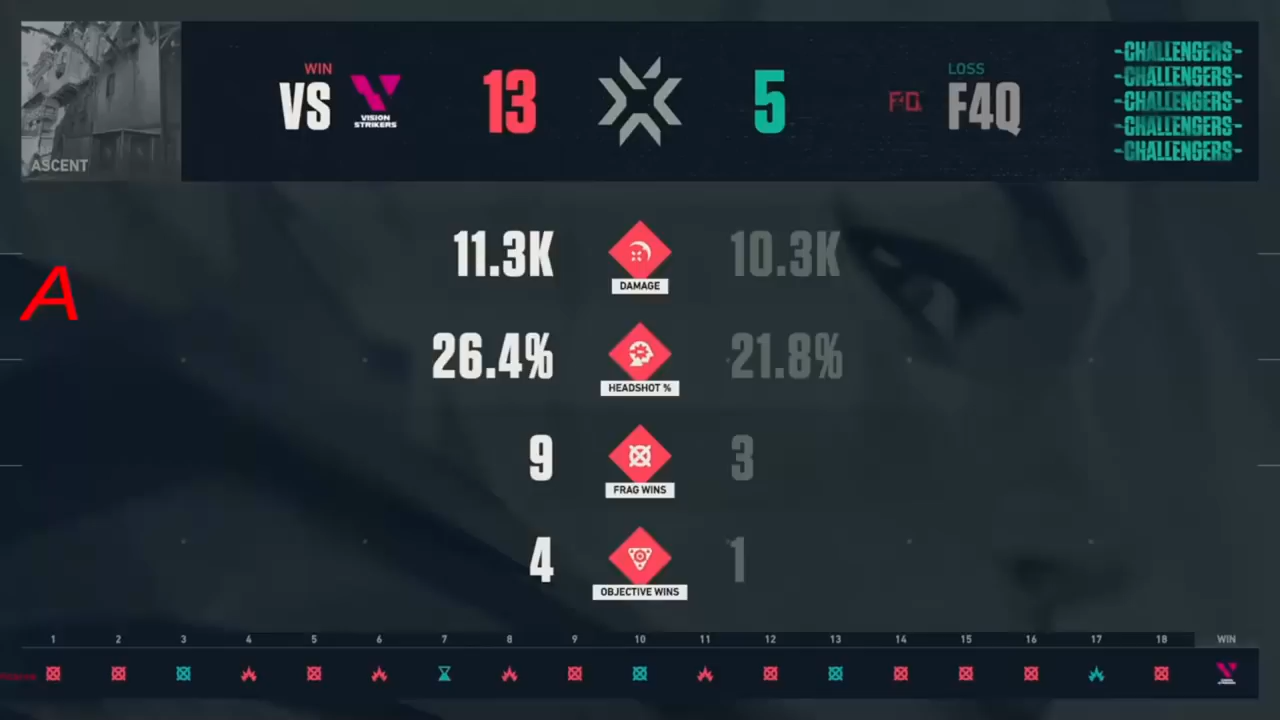 WIN
VS
VISION
STRIKERS
13
5
F4Q
LOSS
F4Q
-CHALLENGERS-
-CHALLENGERS-
-CHALLENGERS-
-CHALLENGERS-
-CHALLENGERS-
ASCENT
11.3K
DAMAGE
10.3K
A
26.4%
HEADSHOT %
21.8%
9
FRAG WINS
3
4
OBJECTIVE WINS
1
1 2 3 4 5 6 7 8 9 10 11 12 13 14 15 16 17 18 WIN